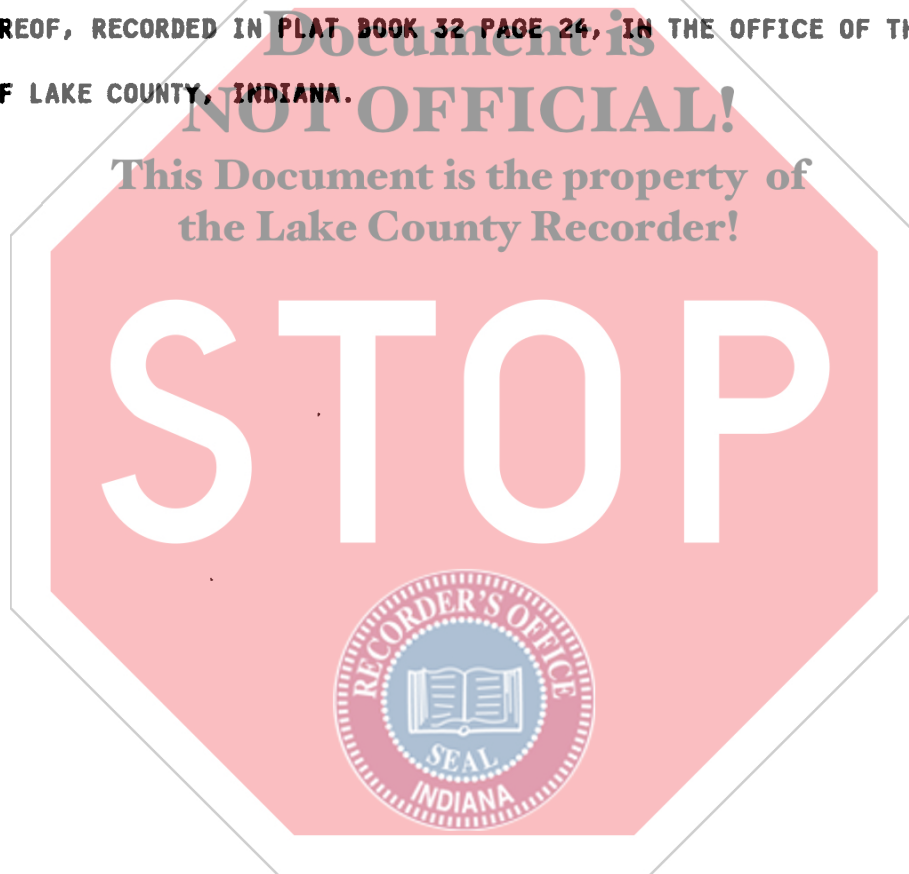 REOF, RECORDED IN PLAT BOOK 32 PAGE 24, IN THE OFFICE OF TH
Document is
F LAKE COUNTY, INDIANA.
NOT OFFICIAL!
This Document is the property of
the Lake County Recorder!
STOP
RECORDER'S OFFICE
SEAL
INDIANA